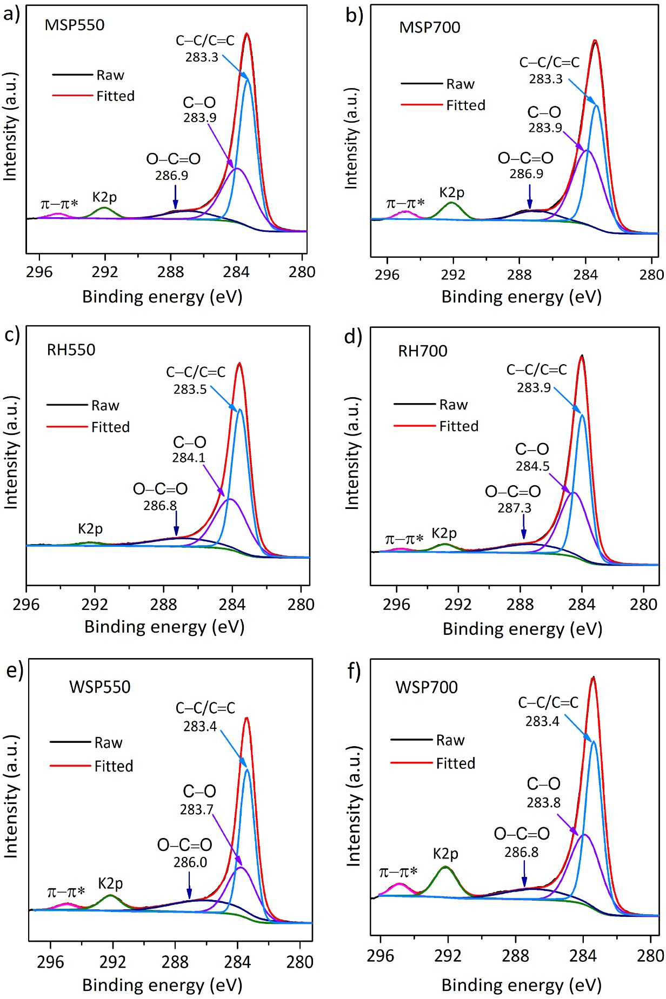 a)
MSP550
C–C/C=C
283.3
Raw
Fitted
C–O
283.9
O–C=O
286.9
π–π*
K2p
Intensity (a.u.)
296
292
288
284
280
Binding energy (eV)
b)
MSP700
C–C/C=C
283.3
Raw
Fitted
C–O
283.9
O–C=O
286.9
K2p
π–π*
Intensity (a.u.)
296
292
288
284
280
Binding energy (eV)
c)
RH550
C–C/C=C
283.5
Raw
Fitted
C–O
284.1
O–C=O
286.8
K2p
Intensity (a.u.)
296
292
288
284
280
Binding energy (eV)
d)
RH700
C–C/C=C
283.9
Raw
Fitted
C–O
284.5
O–C=O
287.3
π–π*
K2p
Intensity (a.u.)
296
292
288
284
280
Binding energy (eV)
e)
WSP550
C–C/C=C
283.4
Raw
Fitted
C–O
283.7
O–C=O
286.0
π–π*
K2p
Intensity (a.u.)
296
292
288
284
280
Binding energy (eV)
f)
WSP700
C–C/C=C
283.4
Raw
Fitted
C–O
283.8
O–C=O
286.8
K2p
π–π*
Intensity (a.u.)
296
292
288
284
280
Binding energy (eV)